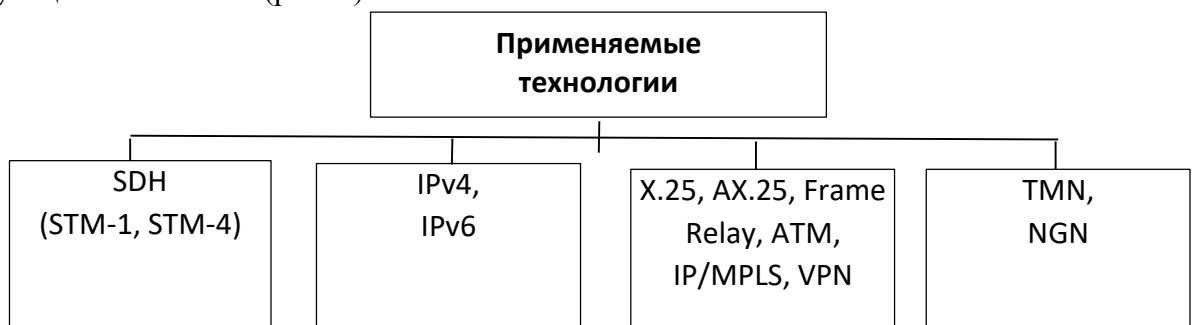 Применяемые
технологии
SDH
(STM-1, STM-4)
IPv4,
IPv6
X.25, AX.25, Frame
Relay, ATM,
IP/MPLS, VPN
TMN,
NGN